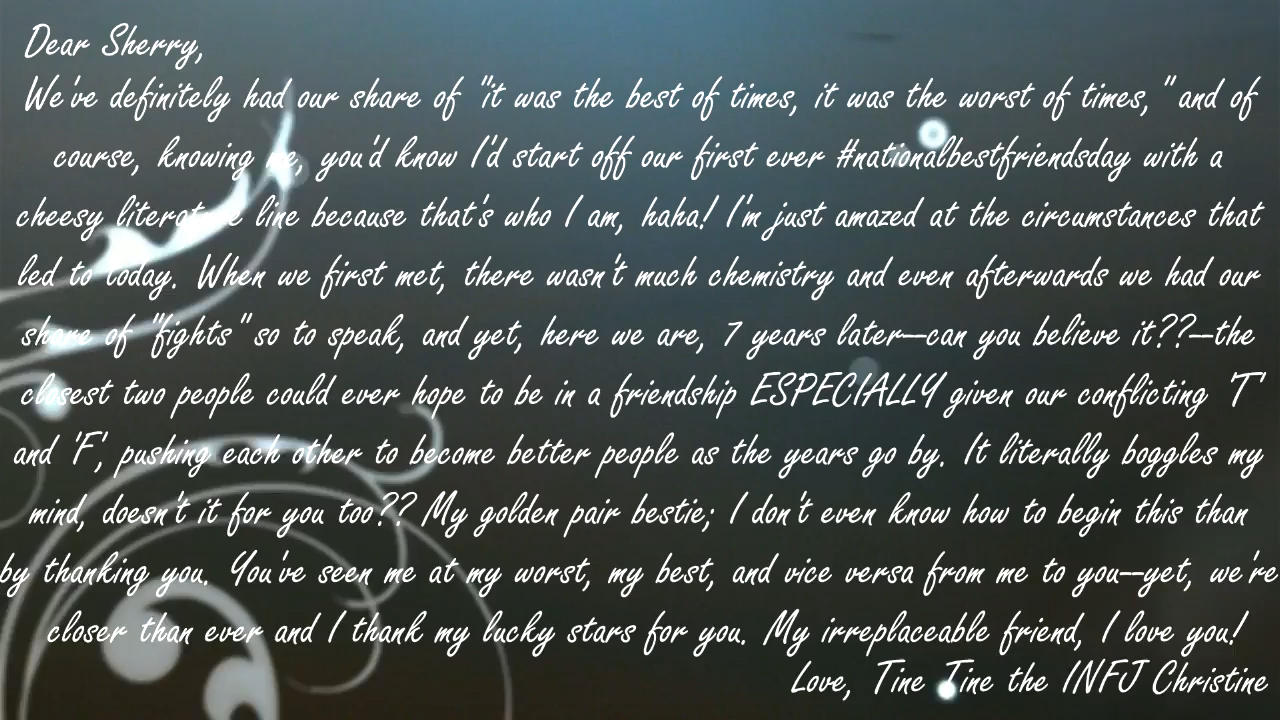 Dear Sherry,
We've definitely had our share of "it was the best of times, it was the worst of times," and of
course, knowing me, you'd know I'd start off our first ever #nationalbestfriendsday with a
cheesy literature line because that's who I am, haha! I'm just amazed at the circumstances that
led to today. When we first met, there wasn't much chemistry and even afterwards we had our
share of "fights" so to speak, and yet, here we are, 7 years later--can you believe it??--the
closest two people could ever hope to be in a friendship ESPECIALLY given our conflicting 'T'
and 'F', pushing each other to become better people as the years go by. It literally boggles my
mind, doesn't it for you too?? My golden pair bestie; I don't even know how to begin this than
by thanking you. You've seen me at my worst, my best, and vice versa from me to you--yet, we're
closer than ever and I thank my lucky stars for you. My irreplaceable friend, I love you!
Love, Tine Tine the INFJ Christine